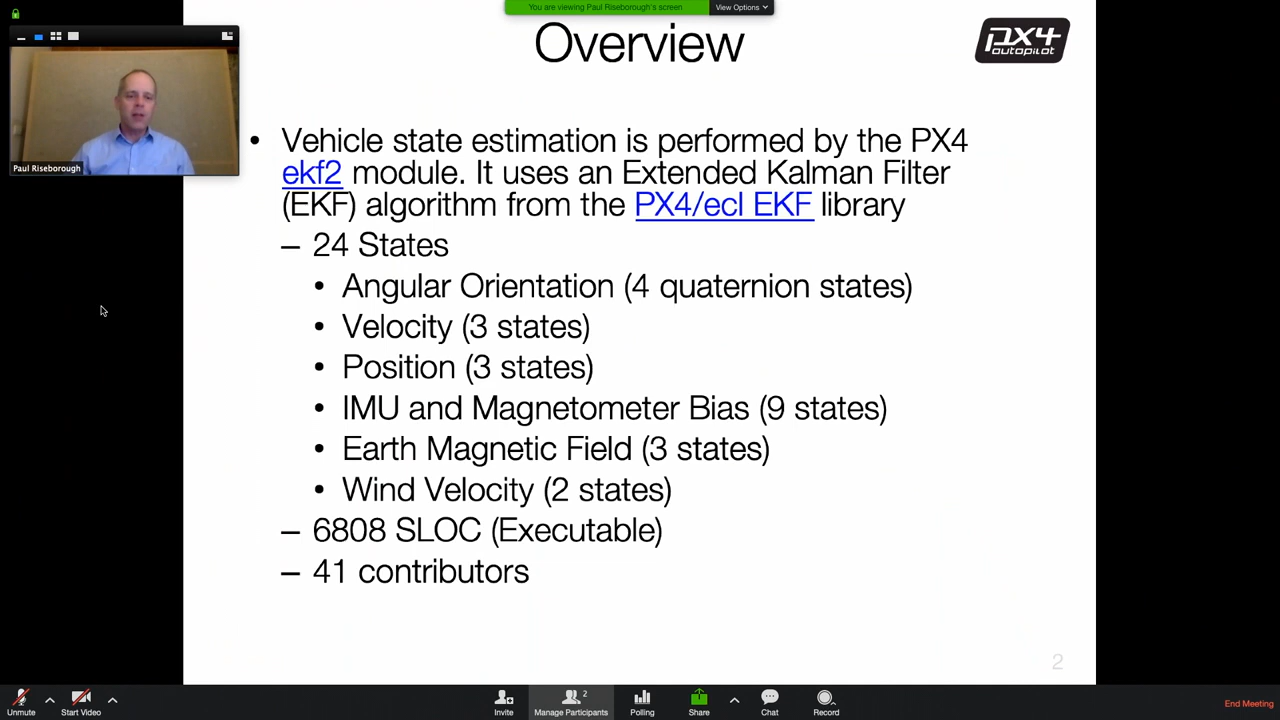 You are viewing Paul Riseborough's screen
View Options
Overview
px4
autopilot
Paul Riseborough
• Vehicle state estimation is performed by the PX4
ekf2 module. It uses an Extended Kalman Filter
(EKF) algorithm from the PX4/ecl EKF library
– 24 States
• Angular Orientation (4 quaternion states)
• Velocity (3 states)
• Position (3 states)
• IMU and Magnetometer Bias (9 states)
• Earth Magnetic Field (3 states)
• Wind Velocity (2 states)
– 6808 SLOC (Executable)
– 41 contributors
2
Unmute
Start Video
Invite
2
Manage Participants
Polling
Share
Chat
Record
End Meeting